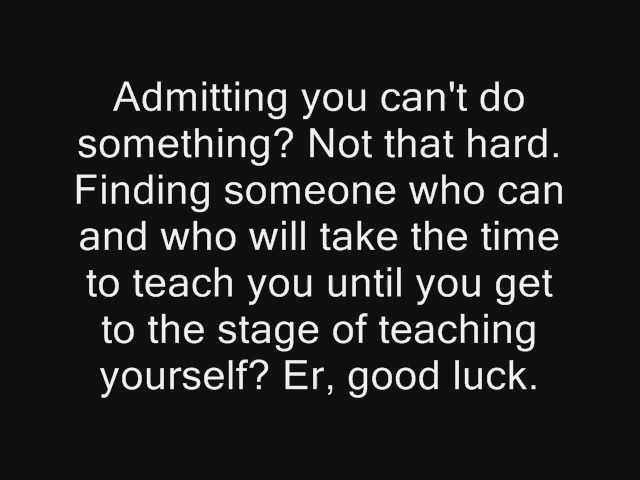 Admitting you can't do
something? Not that hard.
Finding someone who can
and who will take the time
to teach you until you get
to the stage of teaching
yourself? Er, good luck.